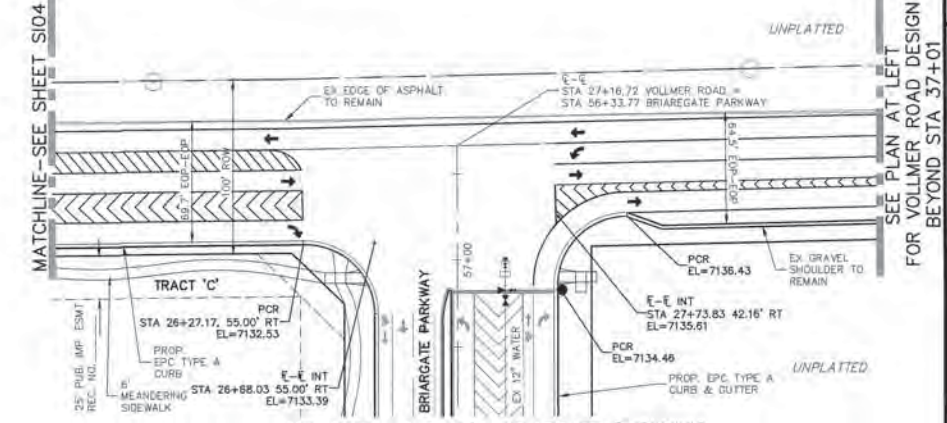 MATCHLINE-SEE SHEET SI04
UNPLATTED
SEE PLAN AT LEFT
FOR VOLLMER ROAD DESIGN
BEYOND STA 37+01
EX EDGE OF ASPHALT
TO REMAIN
℄-℄
STA 27+16.72 VOLLMER ROAD =
STA 56+33.77 BRIAREGATE PARKWAY
69.7' EOP-EOP
100' ROW
64.5' EOP-EOP
57+00
TRACT 'C'
PCR
STA 26+27.17, 55.00' RT
EL=7132.53
PROP.
EPC TYPE A
CURB
25' PUB. IMP. ESMT
REC. NO.
6'
MEANDERING
SIDEWALK
℄-℄ INT
STA 26+68.03 55.00' RT
EL=7133.39
BRIARGATE PARKWAY
EX 12" WATER
PCR
EL=7136.43
EX GRAVEL
SHOULDER TO
REMAIN
℄-℄ INT
STA 27+73.83 42.16' RT
EL=7135.61
PCR
EL=7134.46
PROP. EPC TYPE A
CURB & GUTTER
UNPLATTED